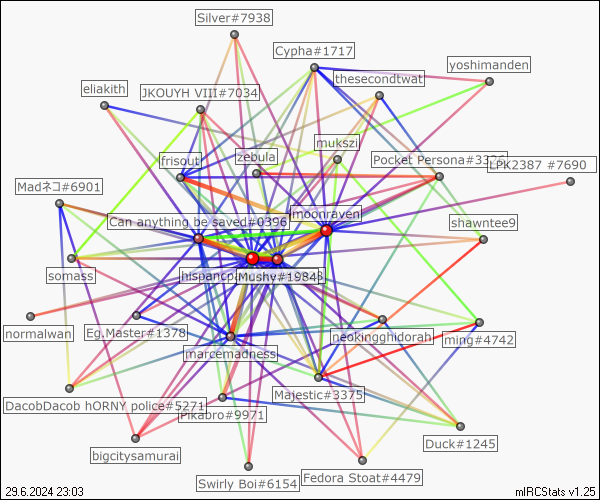 Silver#7938
Cypha#1717
yoshimanden
thesecondtwat
eliakith
JKOUYH VIII#7034
mukszi
zebula
frisout
Pocket Persona#3326
LPK2387 #7690
Madネコ#6901
moonraveni
Can anything be saved#0396
shawntee9
somass
hispanco
Mushy#1984
normalwan
Eg.Master#1378
neokingghidorah
ming#4742
marcemadness
Majestic#3375
DacobDacob hORNY police#5271
Pikabro#9971
Duck#1245
bigcitysamurai
Swirly Boi#6154
Fedora Stoat#4479
29.6.2024 23:03
mIRCStats v1.25